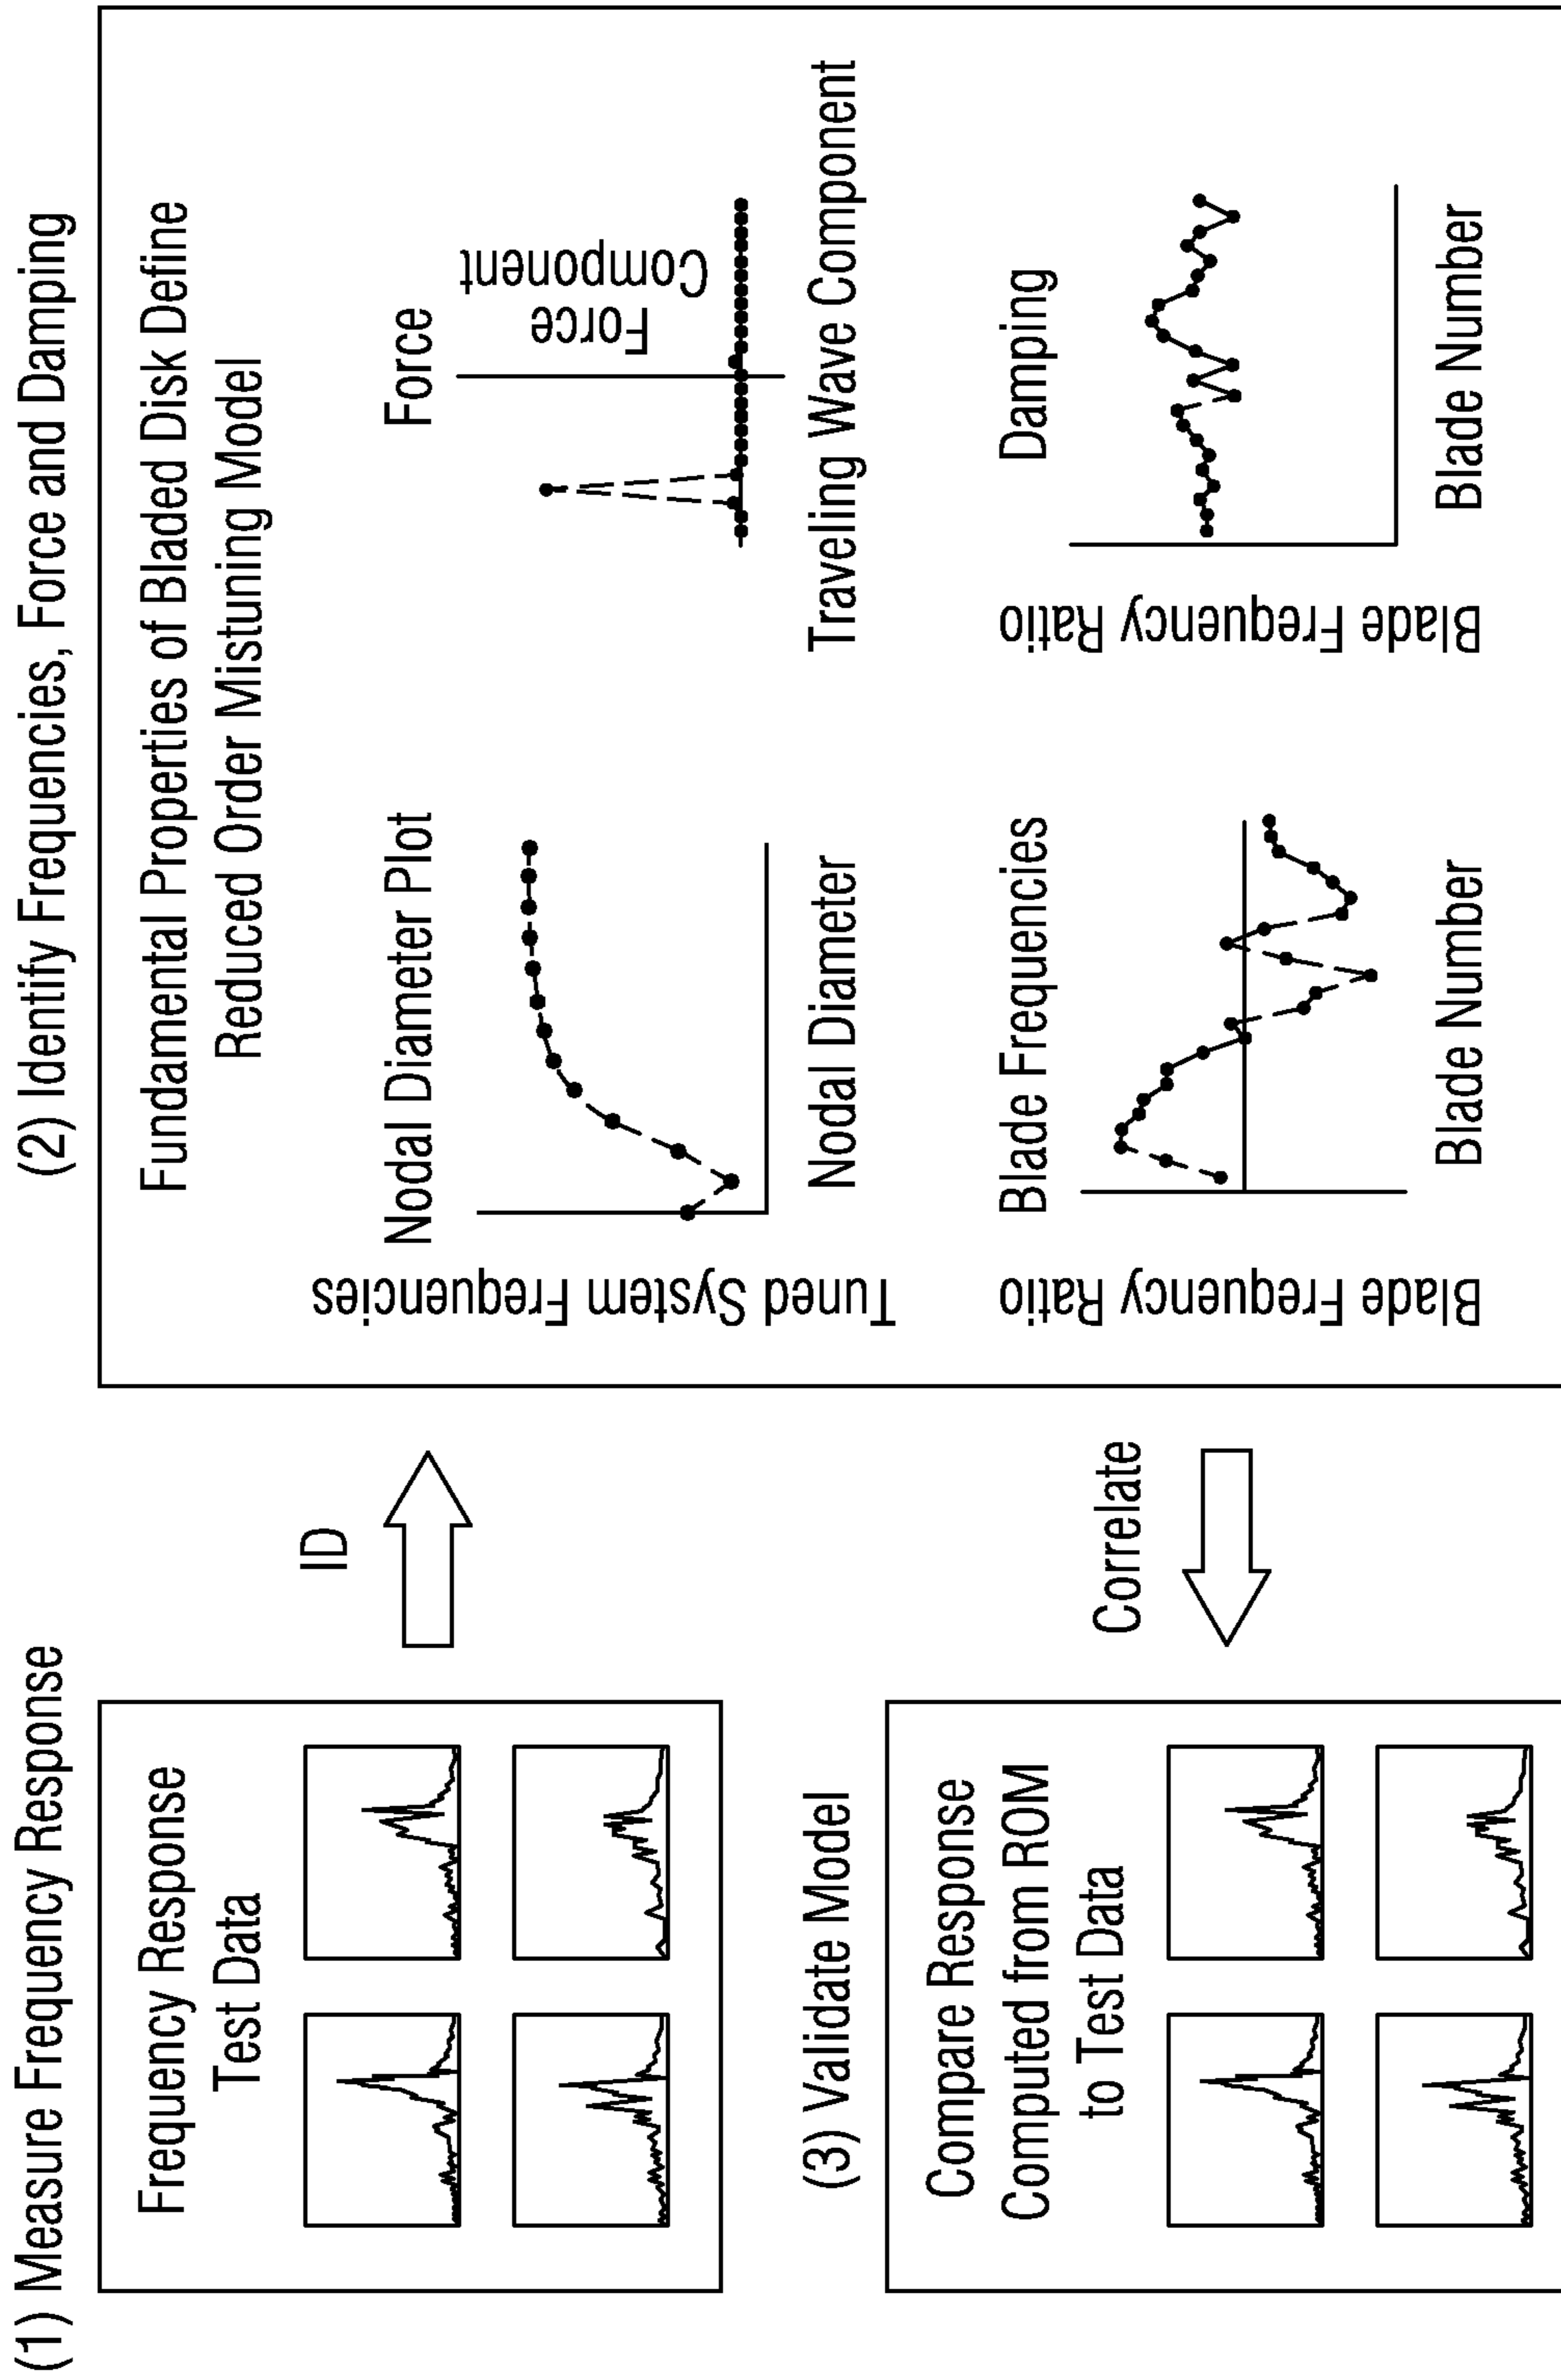 (1) Measure Frequency Response
Frequency Response
Test Data
ID
(2) Identify Frequencies, Force and Damping
Fundamental Properties of Bladed Disk Define
Reduced Order Mistuning Model
Nodal Diameter Plot
Tuned System Frequencies
Nodal Diameter
Force
Force
Component
Traveling Wave Component
Blade Frequencies
Blade Frequency Ratio
Blade Number
Damping
Blade Frequency Ratio
Blade Number
Correlate
(3) Validate Model
Compare Response
Computed from ROM
to Test Data